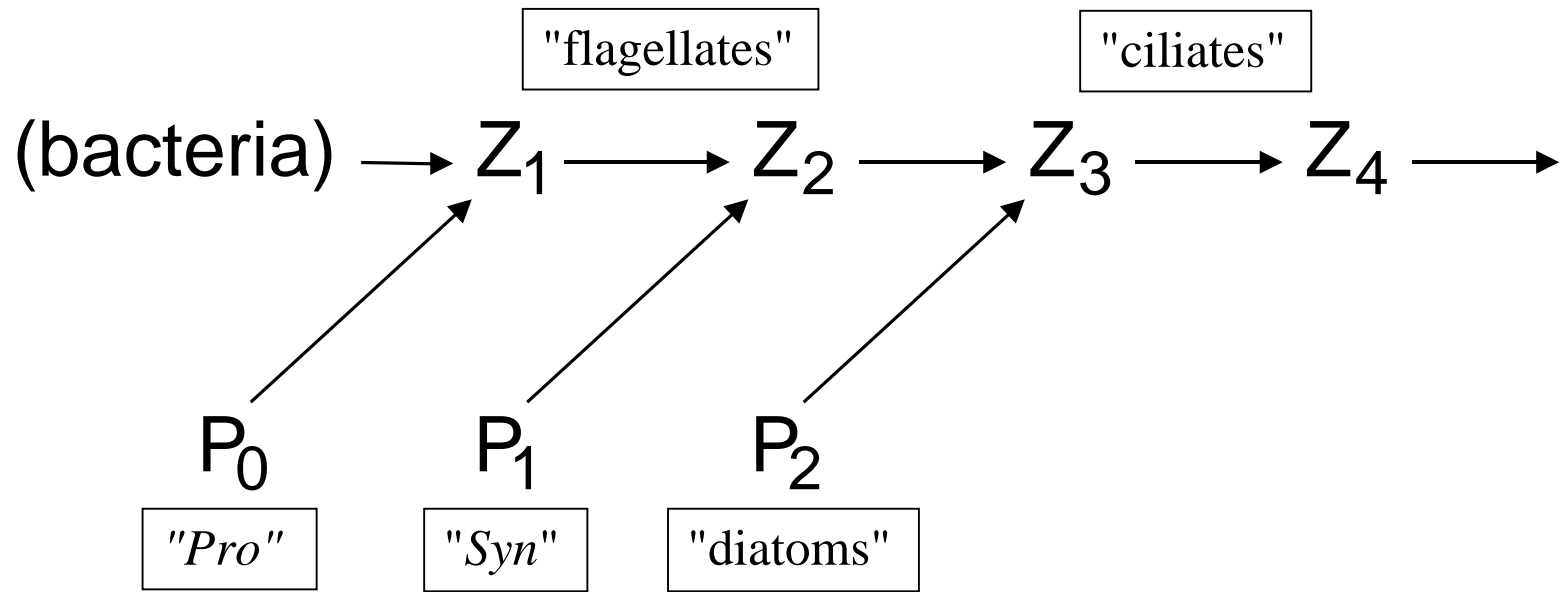 "flagellates" "ciliates"
(bacteria) Z₁ Z₂ Z₃ Z₄
P₀ P₁ P₂
"Pro" "Syn" "diatoms"